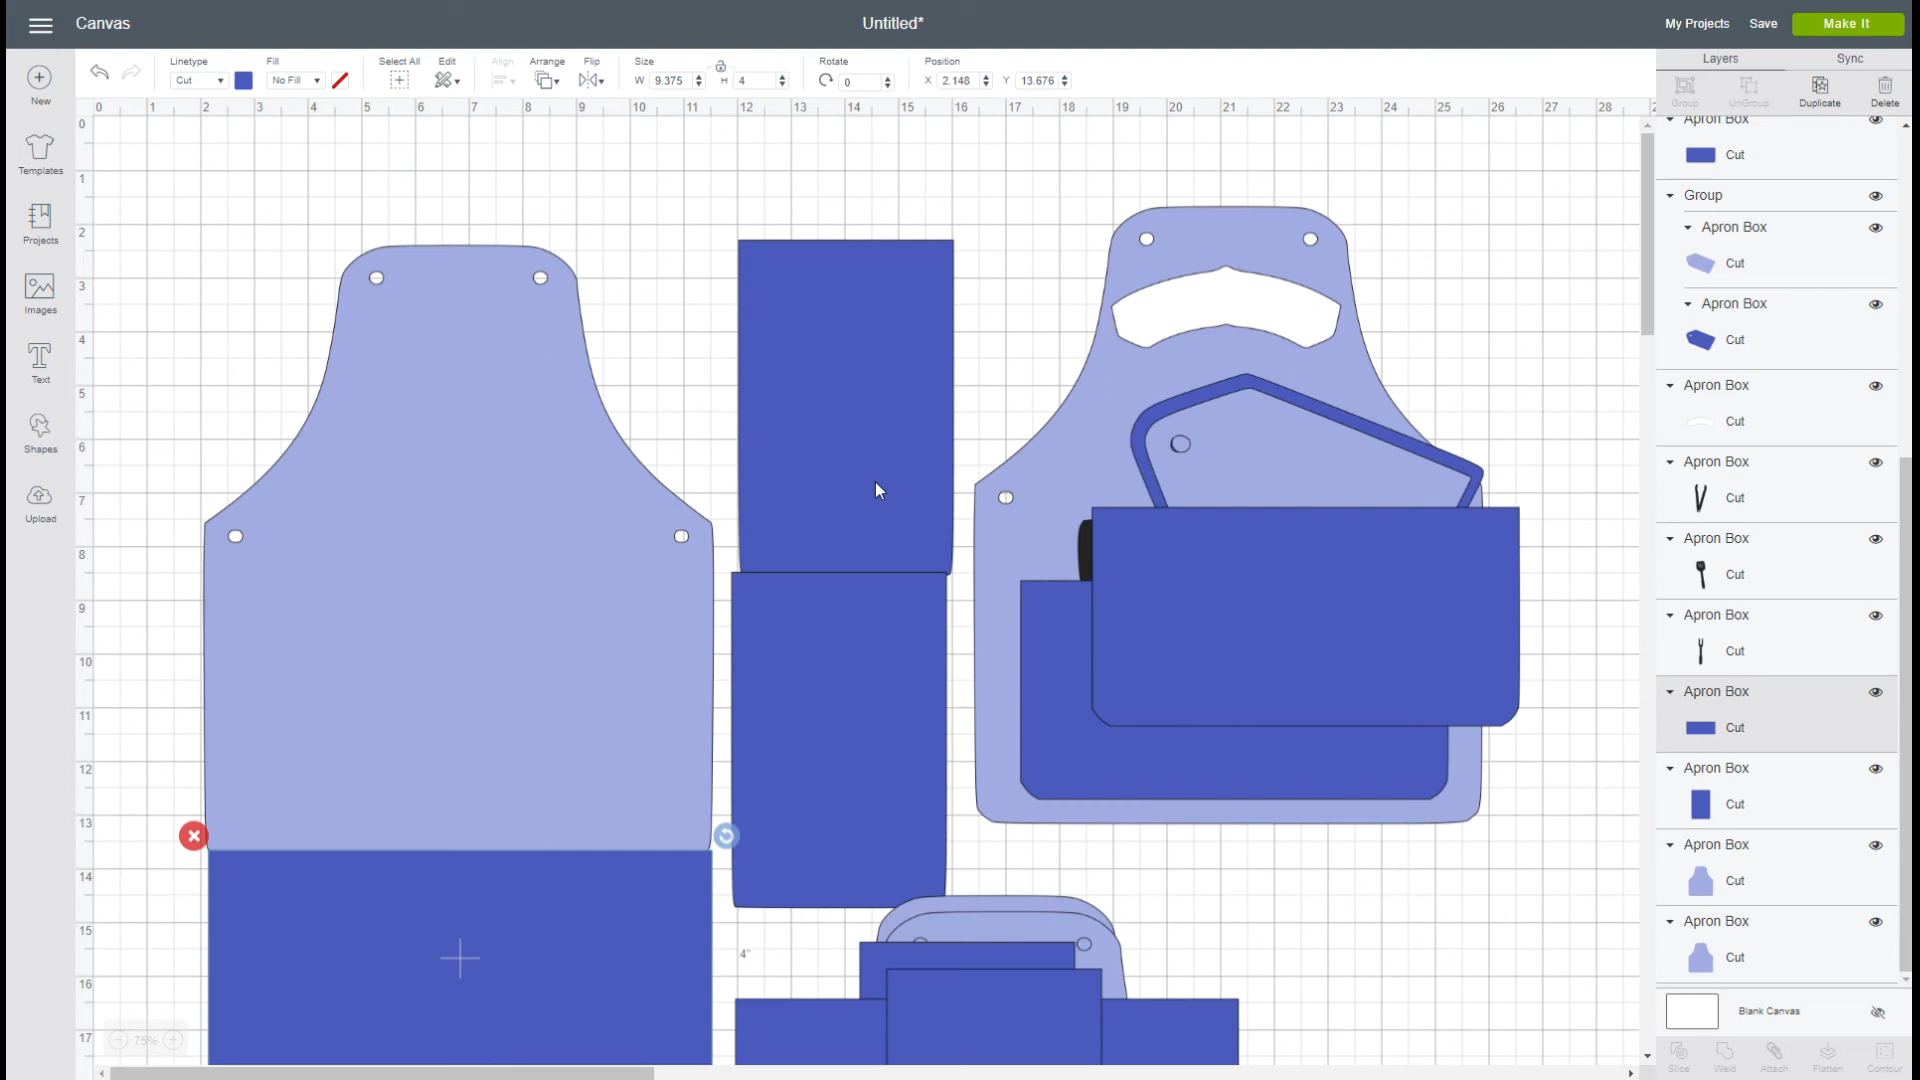 Canvas
Untitled*
My Projects
Save
Make It
Linetype
Fill
Select All
Edit
Align
Arrange
Flip
Size
Rotate
Position
Cut
No Fill
W 9.375
H 4
0
X 2.148
Y 13.676
Layers
Sync
Group
UnGroup
Duplicate
Delete
New
Templates
Projects
Images
Text
Shapes
Upload
0 1 2 3 4 5 6 7 8 9 10 11 12 13 14 15 16 17 18 19 20 21 22 23 24 25 26 27 28
0
1
2
3
4
5
6
7
8
9
10
11
12
13
14
15
16
17
4"
75%
Apron Box
Cut
Group
Apron Box
Cut
Apron Box
Cut
Apron Box
Cut
Apron Box
Cut
Apron Box
Cut
Apron Box
Cut
Apron Box
Cut
Apron Box
Cut
Apron Box
Cut
Apron Box
Cut
Blank Canvas
Slice
Weld
Attach
Flatten
Contour